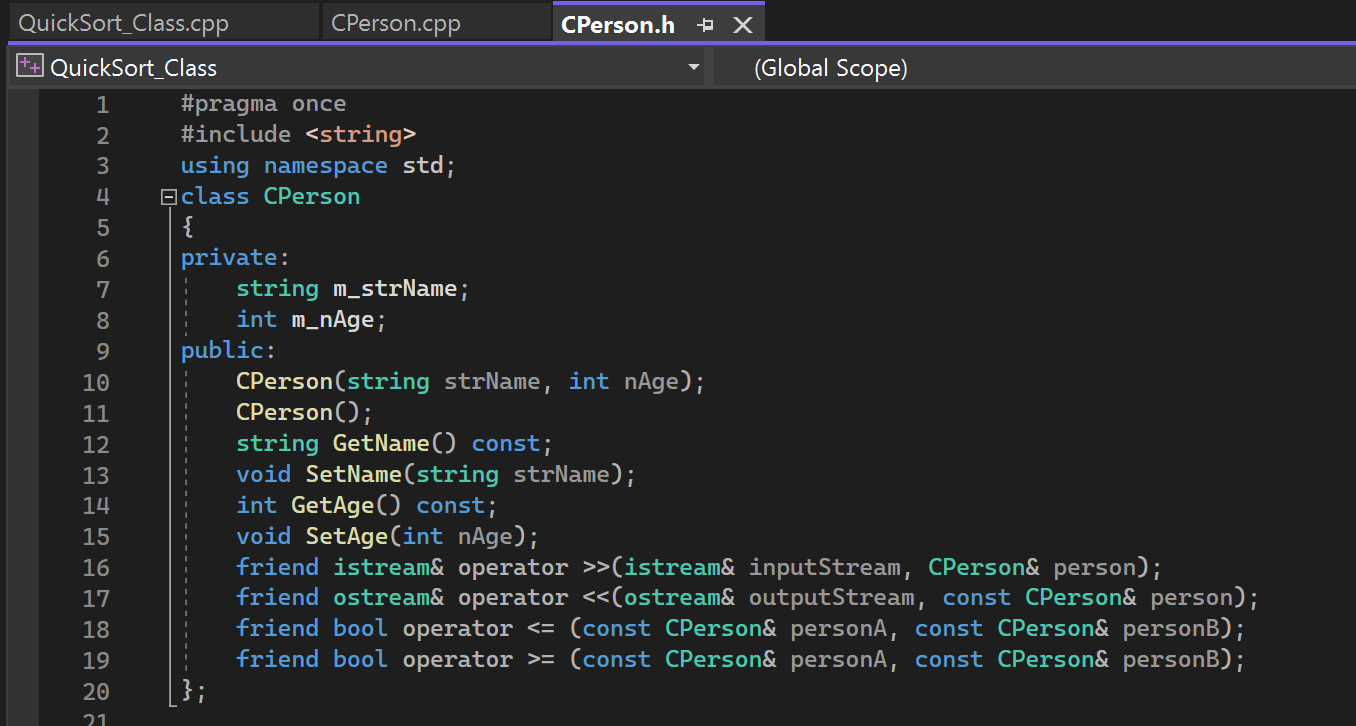 QuickSort_Class.cpp CPerson.cpp CPerson.h
QuickSort_Class (Global Scope)
1 #pragma once
2 #include <string>
3 using namespace std;
4 class CPerson
5 {
6 private:
7 string m_strName;
8 int m_nAge;
9 public:
10 CPerson(string strName, int nAge);
11 CPerson();
12 string GetName() const;
13 void SetName(string strName);
14 int GetAge() const;
15 void SetAge(int nAge);
16 friend istream& operator >>(istream& inputStream, CPerson& person);
17 friend ostream& operator <<(ostream& outputStream, const CPerson& person);
18 friend bool operator <= (const CPerson& personA, const CPerson& personB);
19 friend bool operator >= (const CPerson& personA, const CPerson& personB);
20 };
21